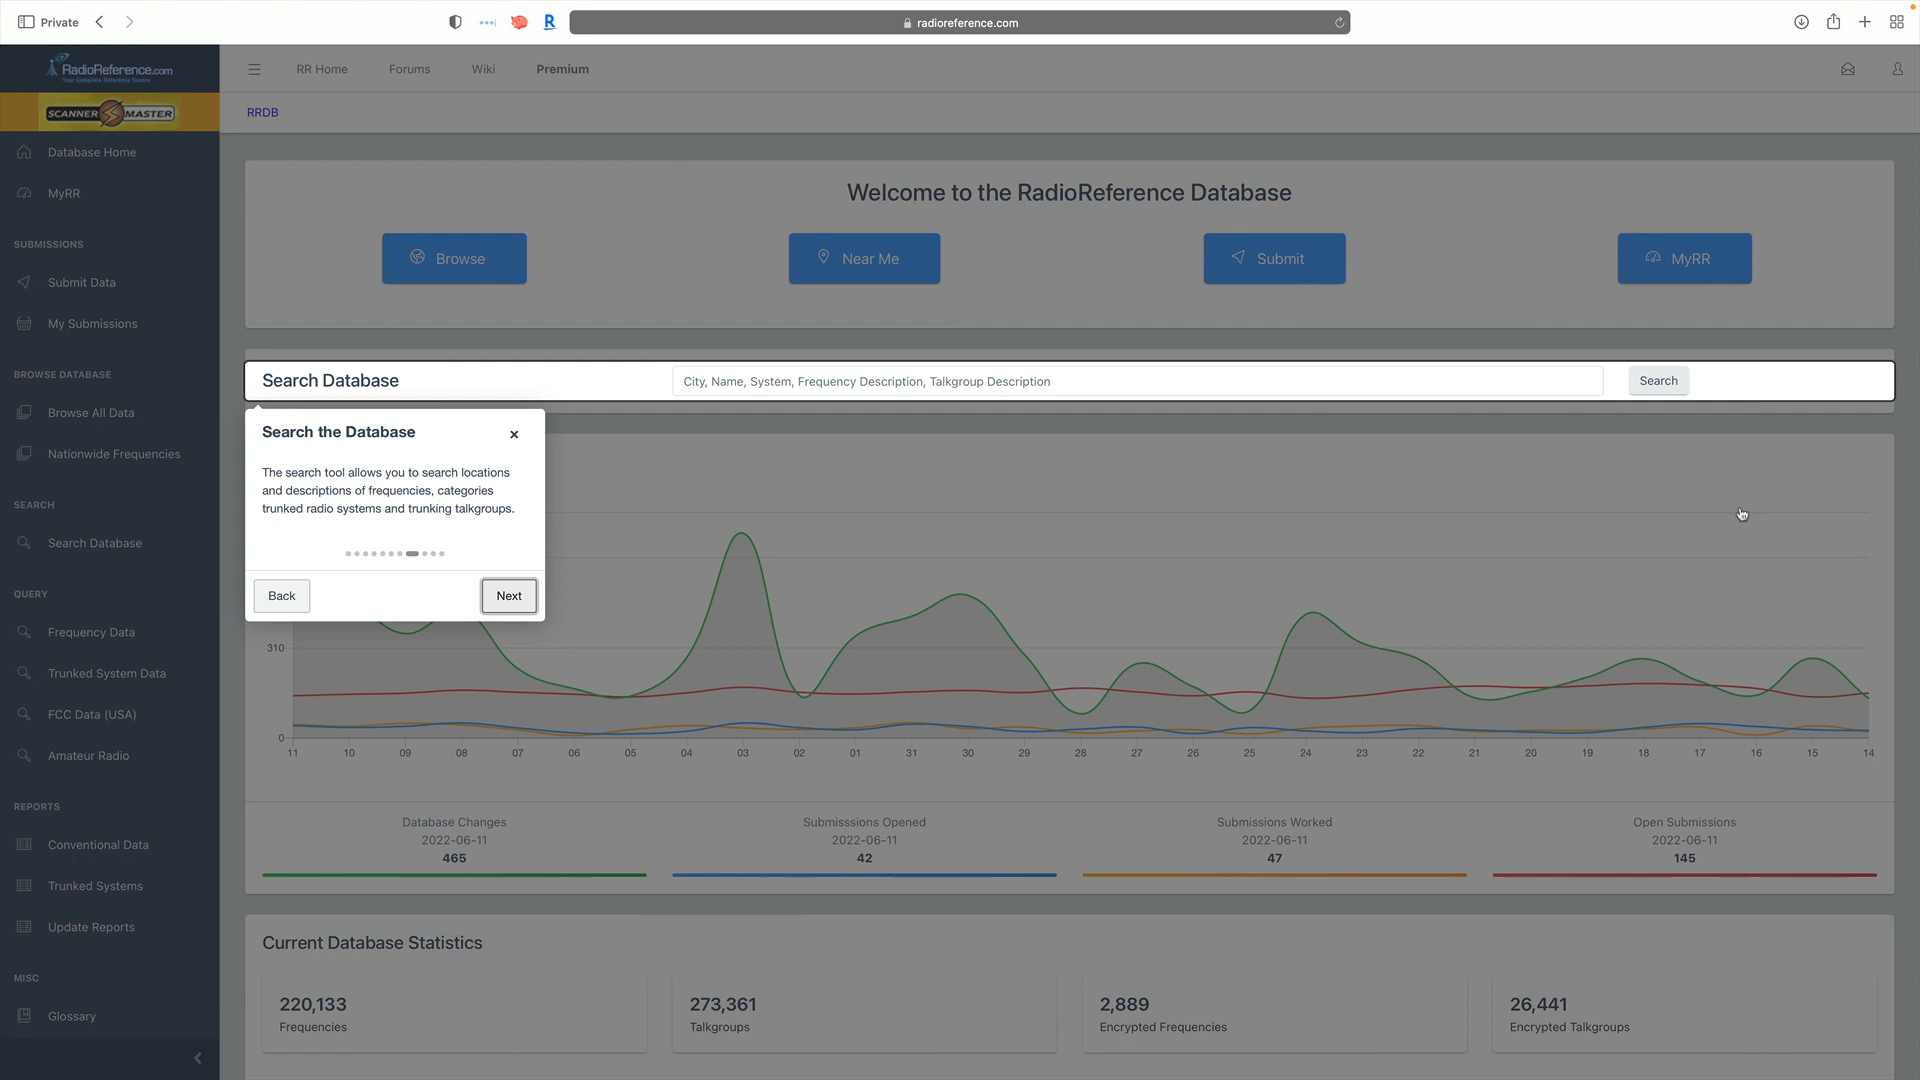 Private
radioreference.com
RadioReference.com
Your Complete Reference Source
SCANNER MASTER
RR Home
Forums
Wiki
Premium
RRDB
Database Home
MyRR
SUBMISSIONS
Submit Data
My Submissions
BROWSE DATABASE
Browse All Data
Nationwide Frequencies
SEARCH
Search Database
QUERY
Frequency Data
Trunked System Data
FCC Data (USA)
Amateur Radio
REPORTS
Conventional Data
Trunked Systems
Update Reports
MISC
Glossary
Welcome to the RadioReference Database
Browse
Near Me
Submit
MyRR
Search Database
City, Name, System, Frequency Description, Talkgroup Description
Search
Search the Database
The search tool allows you to search locations
and descriptions of frequencies, categories
trunked radio systems and trunking talkgroups.
Back
Next
310
0
11 10 09 08 07 06 05 04 03 02 01 31 30 29 28 27 26 25 24 23 22 21 20 19 18 17 16 15 14
Database Changes
2022-06-11
465
Submisssions Opened
2022-06-11
42
Submissions Worked
2022-06-11
47
Open Submissions
2022-06-11
145
Current Database Statistics
220,133
Frequencies
273,361
Talkgroups
2,889
Encrypted Frequencies
26,441
Encrypted Talkgroups